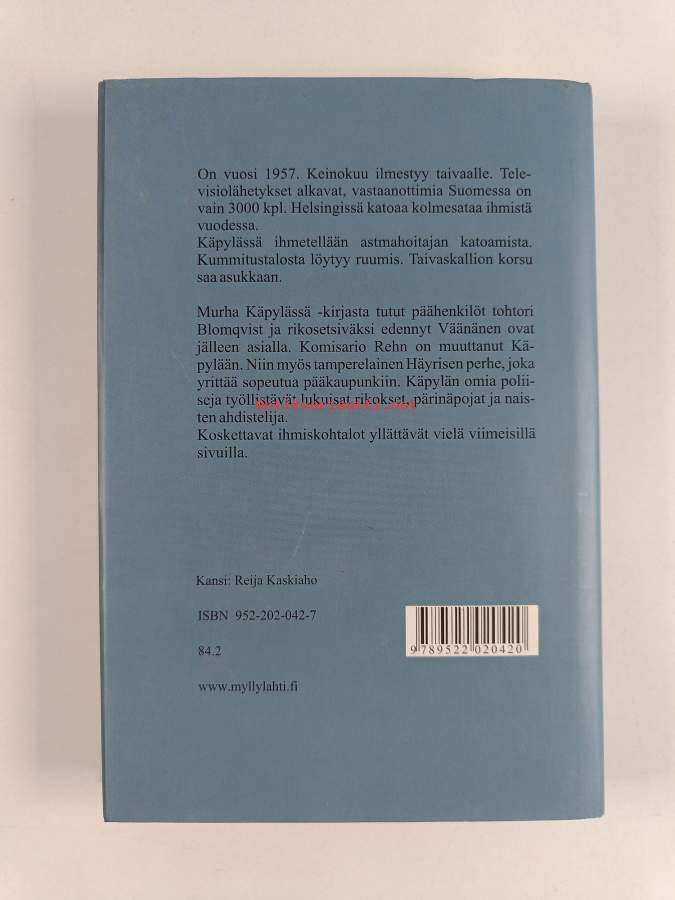 On vuosi 1957. Keinokuu ilmestyy taivaalle. Tele-
visiolähetykset alkavat, vastaanottimia Suomessa on
vain 3000 kpl. Helsingissä katoaa kolmesataa ihmistä
vuodessa.
Käpylässä ihmetellään astmahoitajan katoamista.
Kummitustalosta löytyy ruumis. Taivaskallion korsu
saa asukkaan.
Murha Käpylässä -kirjasta tutut päähenkilöt tohtori
Blomqvist ja rikosetsiväksi edennyt Väänänen ovat
jälleen asialla. Komisario Rehn on muuttanut Kä-
pylään. Niin myös tamperelainen Häyrisen perhe, joka
yrittää sopeutua pääkaupunkiin. Käpylän omia polii-
seja työllistävät lukuisat rikokset, pärinäpojat ja nais-
ten ahdistelija.
Koskettavat ihmiskohtalot yllättävät vielä viimeisillä
sivuilla.
Kansi: Reija Kaskiaho
ISBN 952-202-042-7
9 789522 020420
84.2
www.myllylahti.fi